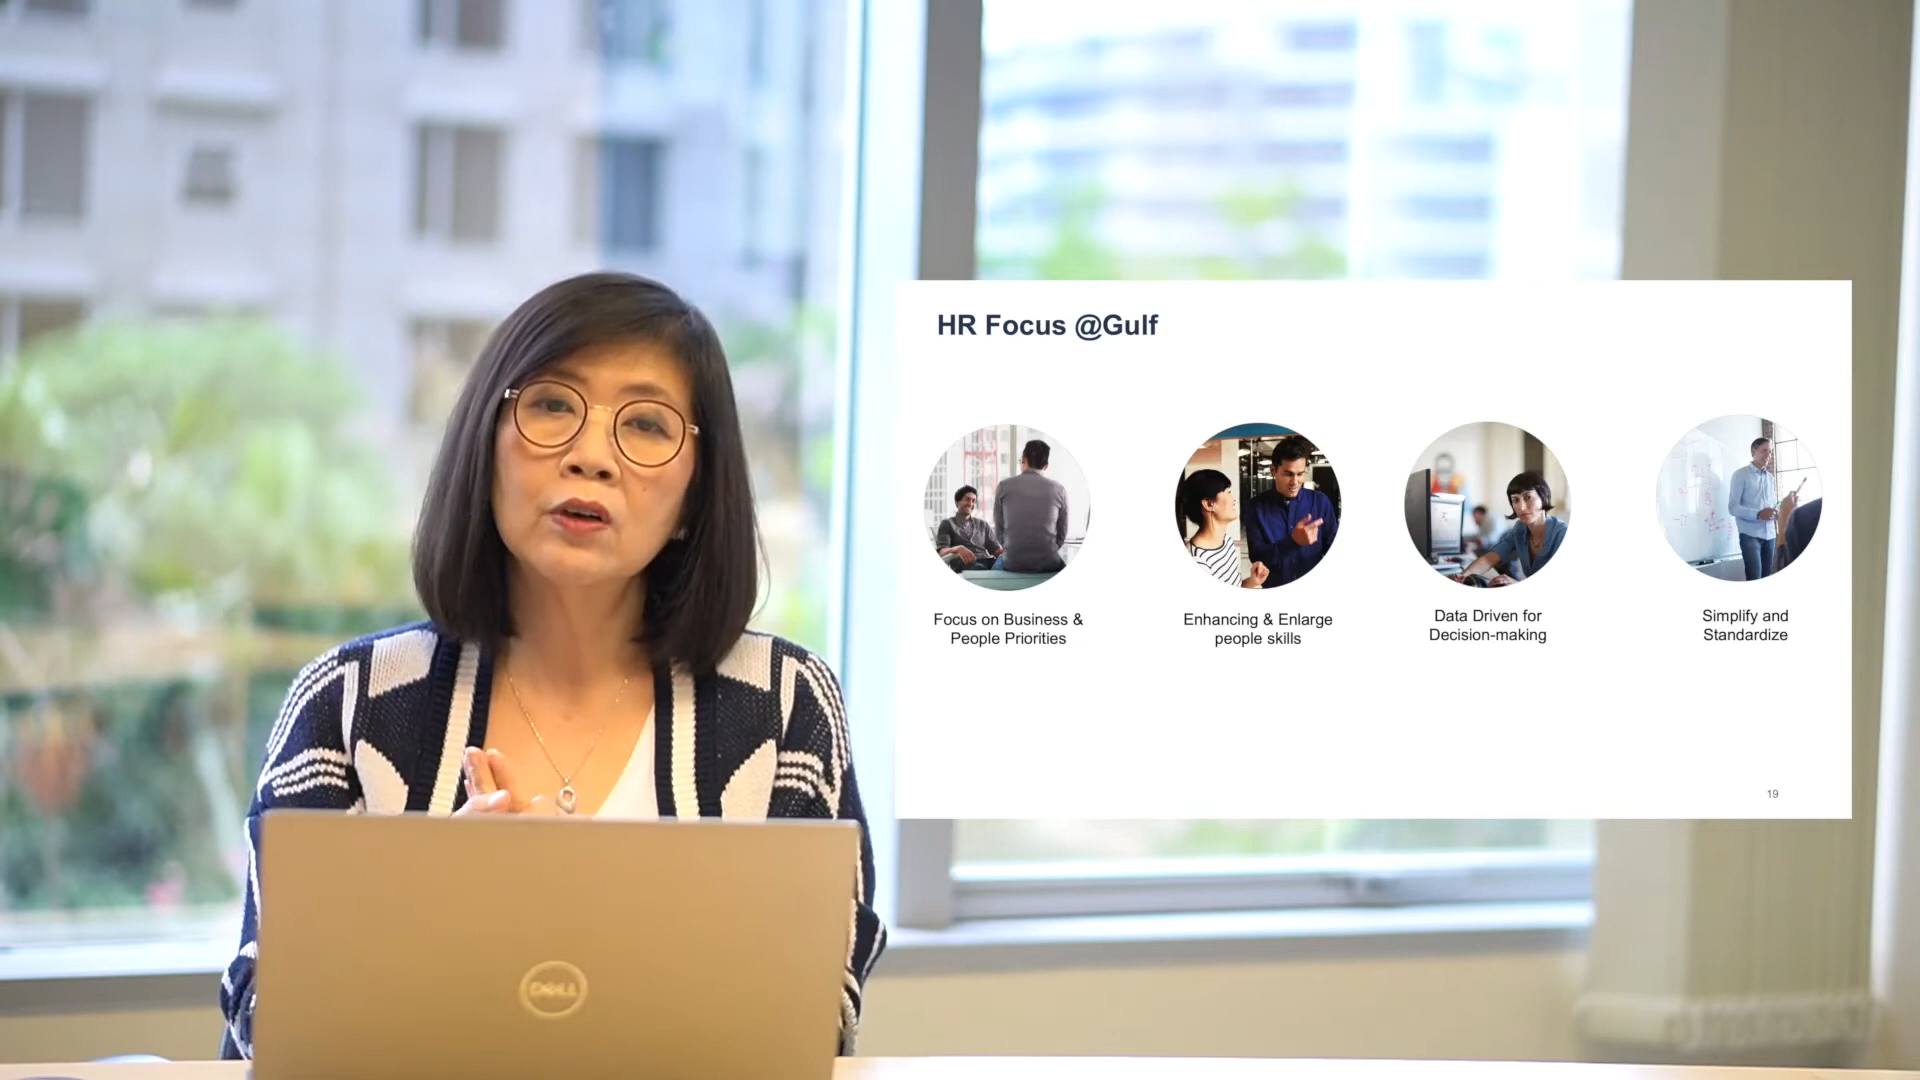 HR Focus @Gulf
Focus on Business &
People Priorities
Enhancing & Enlarge
people skills
Data Driven for
Decision-making
Simplify and
Standardize
19
DELL